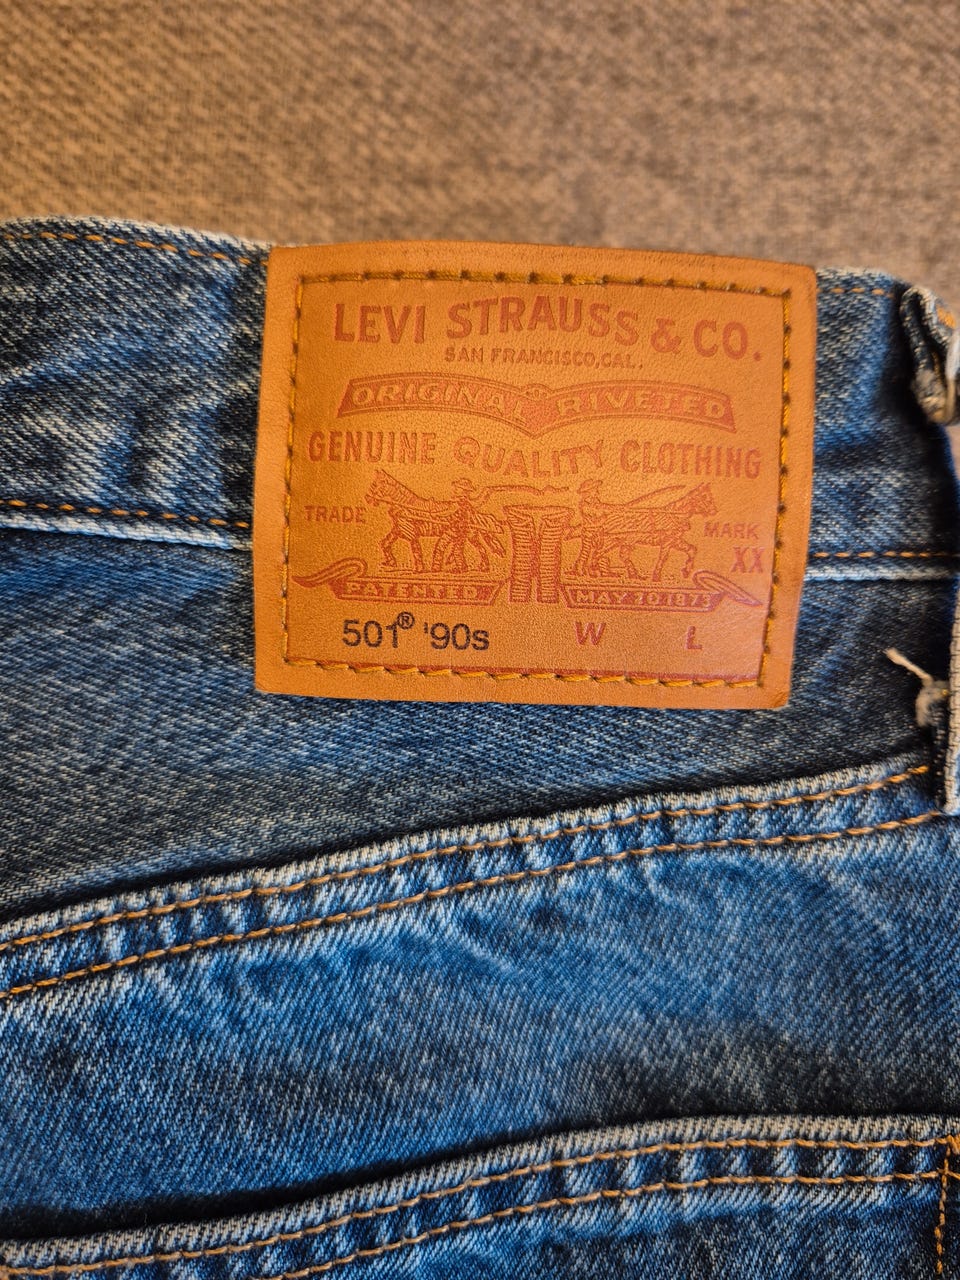 LEVI STRAUSS & CO.
SAN FRANCISCO, CAL.
ORIGINAL RIVETED
GENUINE QUALITY CLOTHING
TRADE MARK
XX
PATENTED MAY 20 1873
501® '90s W L